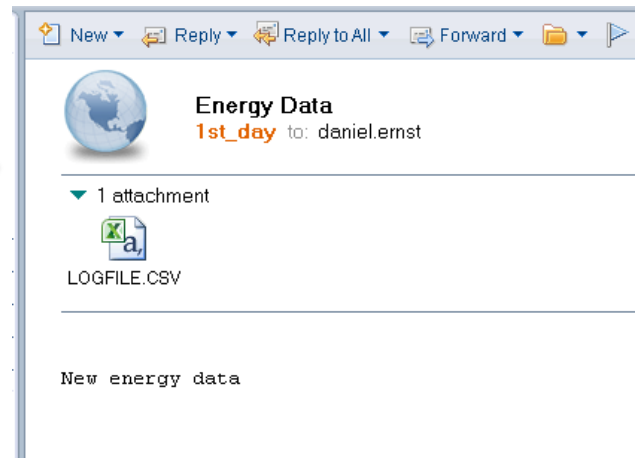 New Reply Reply to All Forward
Energy Data
1st_day to: daniel.ernst
1 attachment
a,
LOGFILE.CSV
New energy data